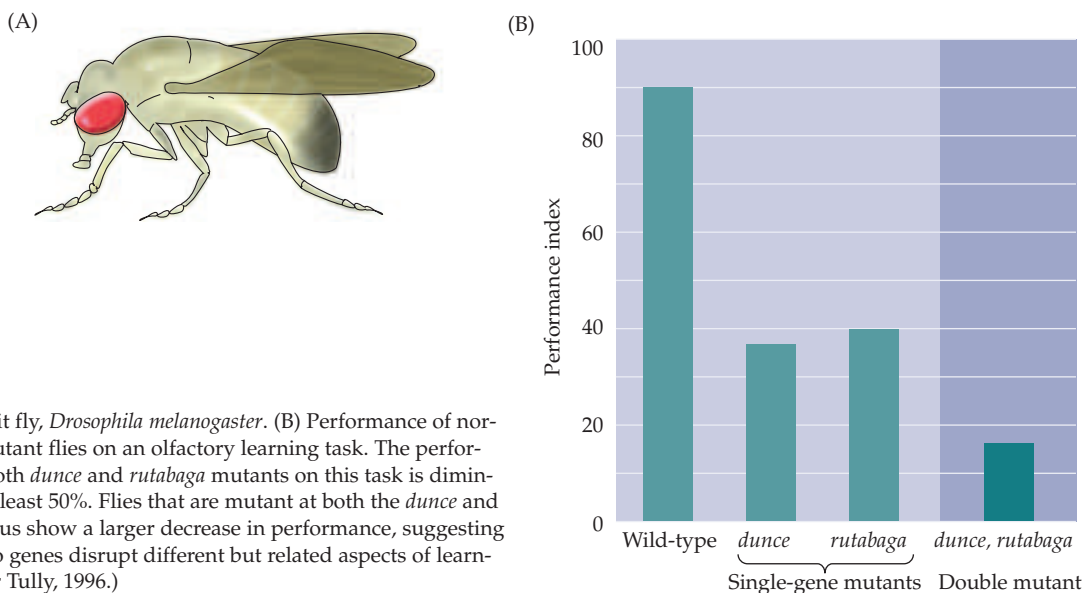 (A)
it fly, Drosophila melanogaster. (B) Performance of nor-
utant flies on an olfactory learning task. The perfor-
oth dunce and rutabaga mutants on this task is dimin-
least 50%. Flies that are mutant at both the dunce and
us show a larger decrease in performance, suggesting
o genes disrupt different but related aspects of learn-
r Tully, 1996.)
(B)
Performance index
100
80
60
40
20
0
Wild-type dunce rutabaga dunce, rutabaga
Single-gene mutants Double mutant